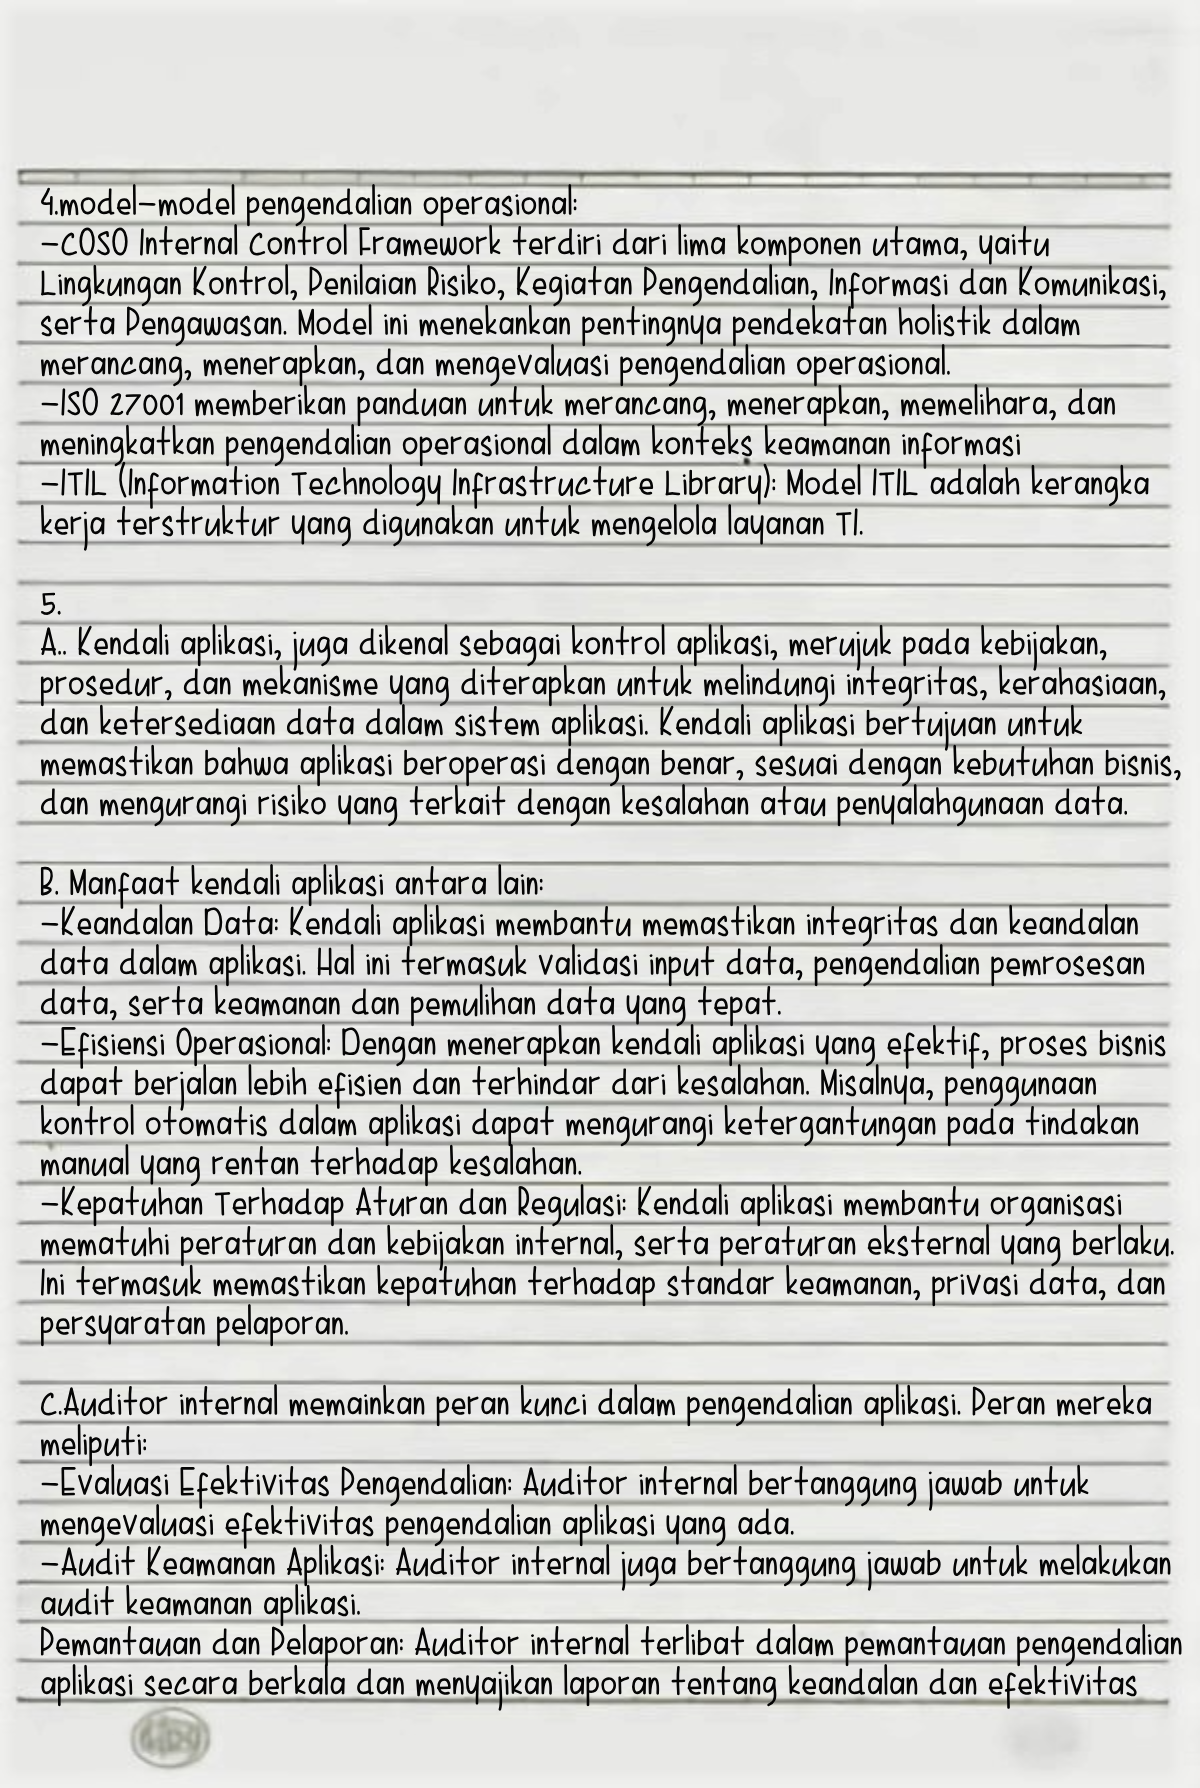 4.model-model pengendalian operasional:
-COSO Internal Control Framework terdiri dari lima komponen utama, yaitu
Lingkungan Kontrol, Penilaian Risiko, Kegiatan Pengendalian, Informasi dan Komunikasi,
serta Pengawasan. Model ini menekankan pentingnya pendekatan holistik dalam
merancang, menerapkan, dan mengevaluasi pengendalian operasional.
-ISO 27001 memberikan panduan untuk merancang, menerapkan, memelihara, dan
meningkatkan pengendalian operasional dalam konteks keamanan informasi
-ITIL (Information Technology Infrastructure Library): Model ITIL adalah kerangka
kerja terstruktur yang digunakan untuk mengelola layanan TI.
5.
A.. Kendali aplikasi, juga dikenal sebagai kontrol aplikasi, merujuk pada kebijakan,
prosedur, dan mekanisme yang diterapkan untuk melindungi integritas, kerahasiaan,
dan ketersediaan data dalam sistem aplikasi. Kendali aplikasi bertujuan untuk
memastikan bahwa aplikasi beroperasi dengan benar, sesuai dengan kebutuhan bisnis,
dan mengurangi risiko yang terkait dengan kesalahan atau penyalahgunaan data.
B. Manfaat kendali aplikasi antara lain:
-Keandalan Data: Kendali aplikasi membantu memastikan integritas dan keandalan
data dalam aplikasi. Hal ini termasuk validasi input data, pengendalian pemrosesan
data, serta keamanan dan pemulihan data yang tepat.
-Efisiensi Operasional: Dengan menerapkan kendali aplikasi yang efektif, proses bisnis
dapat berjalan lebih efisien dan terhindar dari kesalahan. Misalnya, penggunaan
kontrol otomatis dalam aplikasi dapat mengurangi ketergantungan pada tindakan
manual yang rentan terhadap kesalahan.
-Kepatuhan Terhadap Aturan dan Regulasi: Kendali aplikasi membantu organisasi
mematuhi peraturan dan kebijakan internal, serta peraturan eksternal yang berlaku.
Ini termasuk memastikan kepatuhan terhadap standar keamanan, privasi data, dan
persyaratan pelaporan.
C.Auditor internal memainkan peran kunci dalam pengendalian aplikasi. Peran mereka
meliputi:
-Evaluasi Efektivitas Pengendalian: Auditor internal bertanggung jawab untuk
mengevaluasi efektivitas pengendalian aplikasi yang ada.
-Audit Keamanan Aplikasi: Auditor internal juga bertanggung jawab untuk melakukan
audit keamanan aplikasi.
Pemantauan dan Pelaporan: Auditor internal terlibat dalam pemantauan pengendalian
aplikasi secara berkala dan menyajikan laporan tentang keandalan dan efektivitas